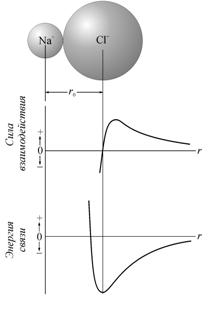 Na⁺
Cl⁻
r₀
Сила
взаимодействия
+
0
−
r
Энергия
связи
+
0
−
r